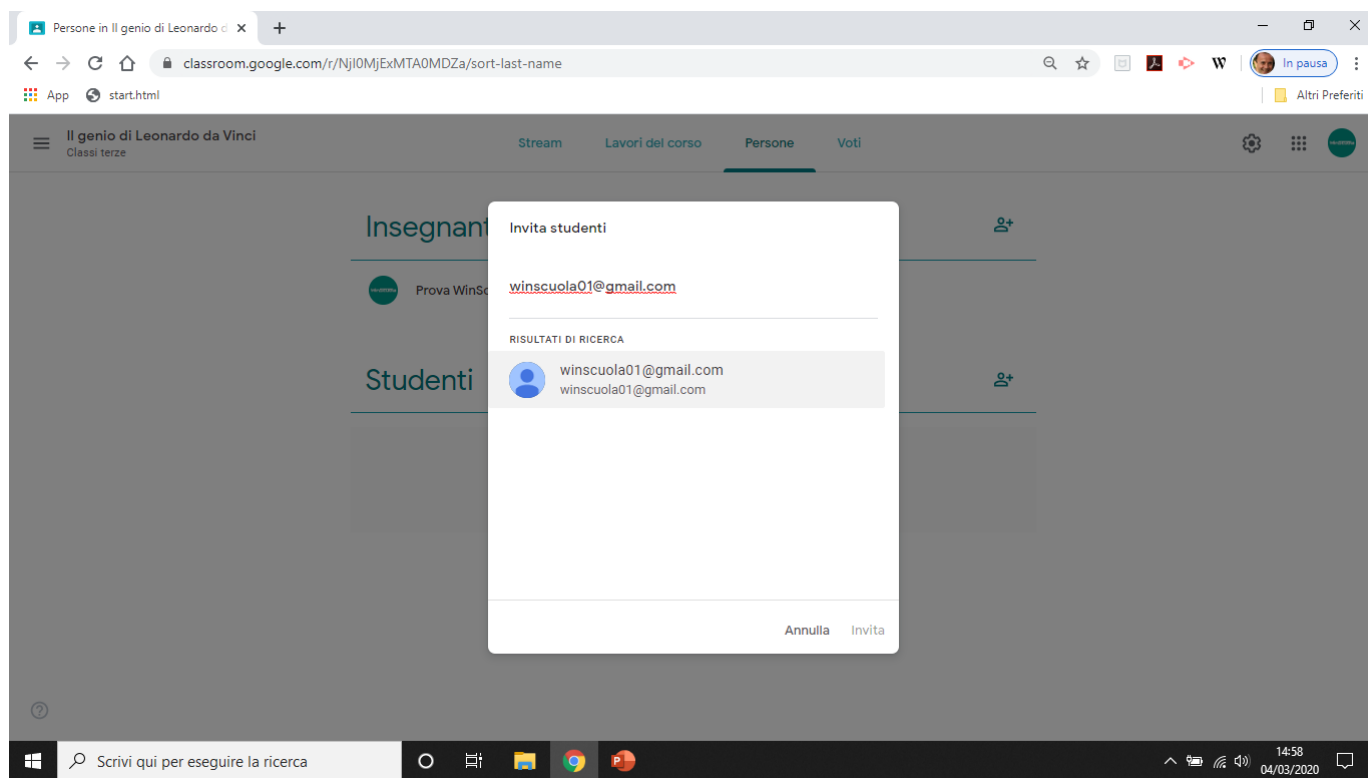 Persone in Il genio di Leonardo d
classroom.google.com/r/NjI0MjExMTA0MDZa/sort-last-name
In pausa
App start.html
Altri Preferiti
Il genio di Leonardo da Vinci
Classi terze
Stream Lavori del corso Persone Voti
Insegnant
Prova WinSc
Studenti
Invita studenti
winscuola01@gmail.com
RISULTATI DI RICERCA
winscuola01@gmail.com
winscuola01@gmail.com
Annulla Invita
Scrivi qui per eseguire la ricerca
14:58
04/03/2020